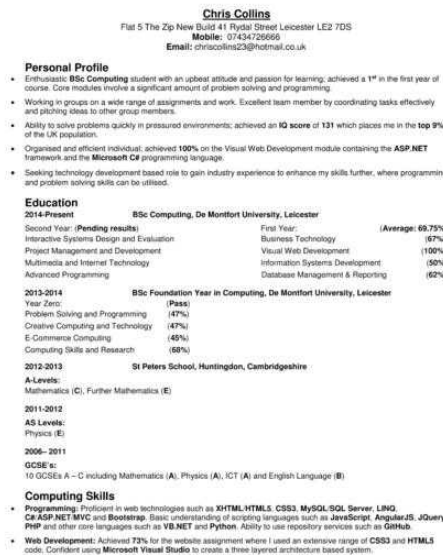 Chris Collins
Flat 5 The Zip New Build 41 Rydal Street Leicester LE2 7DS
Mobile: 07434726666
Email: chriscollins23@hotmail.co.uk
Personal Profile
• Enthusiastic BSc Computing student with an upbeat attitude and passion for learning; achieved a 1st in the first year of
course. Core modules involve a significant amount of problem solving and programming.
• Working in groups on a wide range of assignments and work. Excellent team member by coordinating tasks effectively
and pitching ideas to other group members.
• Ability to solve problems quickly in pressured environments; achieved an IQ score of 131 which places me in the top 9%
of the UK population.
• Organised and efficient individual; achieved 100% on the Visual Web Development module containing the ASP.NET
framework and the Microsoft C# programming language.
• Seeking technology development based role to gain industry experience to enhance my skills further, where programmin
and problem solving skills can be utilised.
Education
2014-Present BSc Computing, De Montfort University, Leicester
Second Year: (Pending results) First Year: (Average: 69.75%
Interactive Systems Design and Evaluation Business Technology (67%
Project Management and Development Visual Web Development (100%
Multimedia and Internet Technology Information Systems Development (50%
Advanced Programming Database Management & Reporting (62%
2013-2014 BSc Foundation Year in Computing, De Montfort University, Leicester
Year Zero: (Pass)
Problem Solving and Programming (47%)
Creative Computing and Technology (47%)
E-Commerce Computing (45%)
Computing Skills and Research (68%)
2012-2013 St Peters School, Huntingdon, Cambridgeshire
A-Levels:
Mathematics (C), Further Mathematics (E)
2011-2012
AS Levels:
Physics (E)
2006– 2011
GCSE's:
10 GCSEs A – C including Mathematics (A), Physics (A), ICT (A) and English Language (B)
Computing Skills
• Programming: Proficient in web technologies such as XHTML/HTML5, CSS3, MySQL/SQL Server, LINQ,
C#/ASP.NET/MVC and Bootstrap. Basic understanding of scripting languages such as JavaScript, AngularJS, JQuery
PHP and other core languages such as VB.NET and Python. Ability to use repository services such as GitHub.
• Web Development: Achieved 73% for the website assignment where I used an extensive range of CSS3 and HTML5
code. Confident using Microsoft Visual Studio to create a three layered architecture based system.